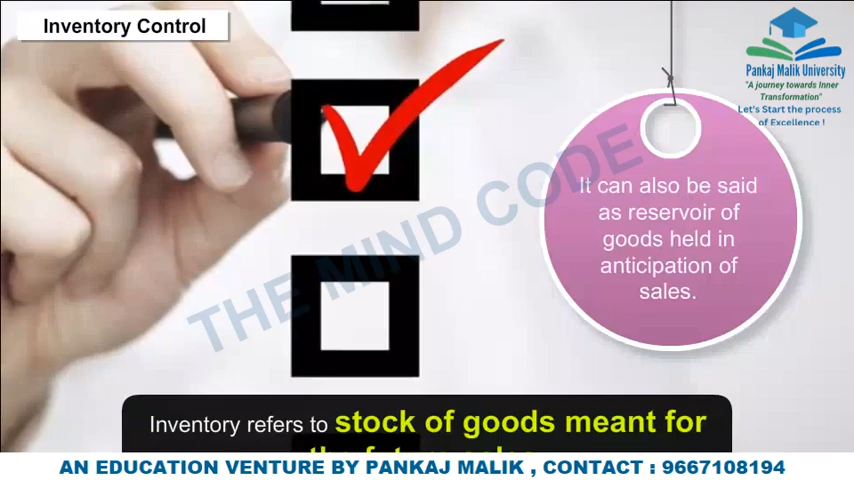 Inventory Control
Pankaj Malik University
"A journey towards Inner
Transformation"
Let's Start the process
of Excellence !
THE MIND CODE
It can also be said
as reservoir of
goods held in
anticipation of
sales.
Inventory refers to stock of goods meant for
AN EDUCATION VENTURE BY PANKAJ MALIK , CONTACT : 9667108194